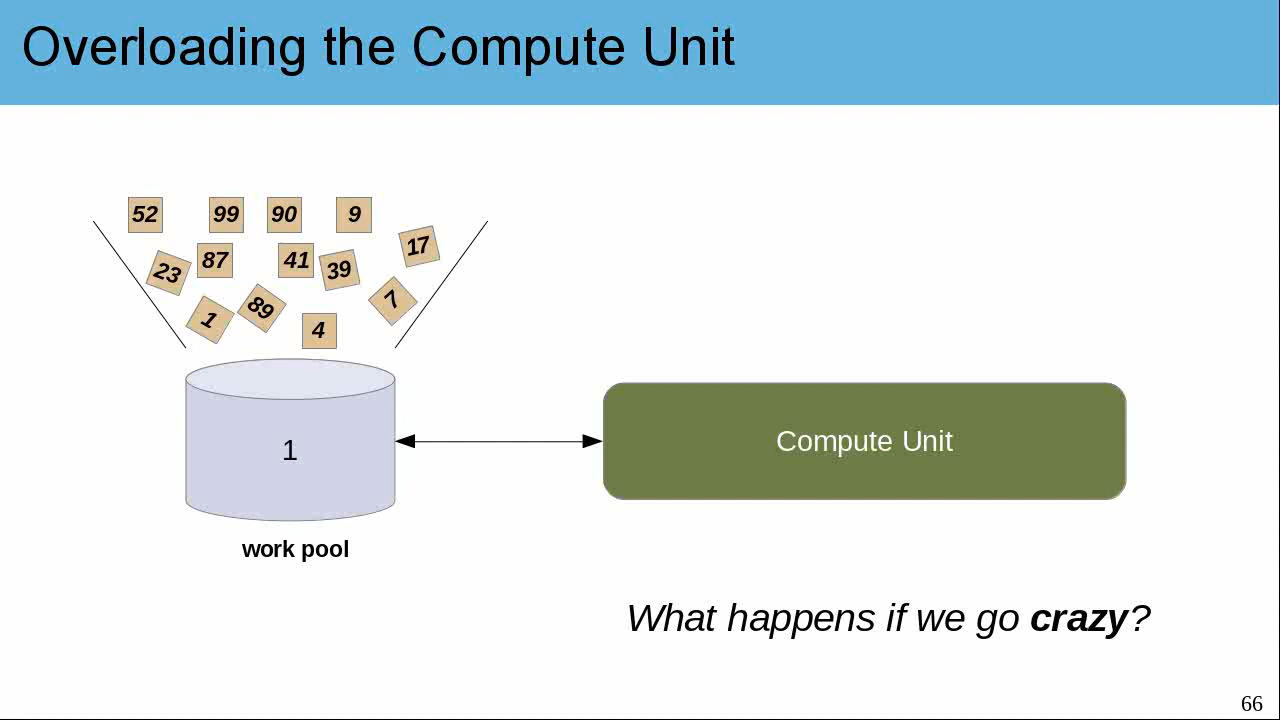 Overloading the Compute Unit
52 99 90 9
17
23 87 41 39
1 89 4 7
1
Compute Unit
work pool
What happens if we go crazy?
66